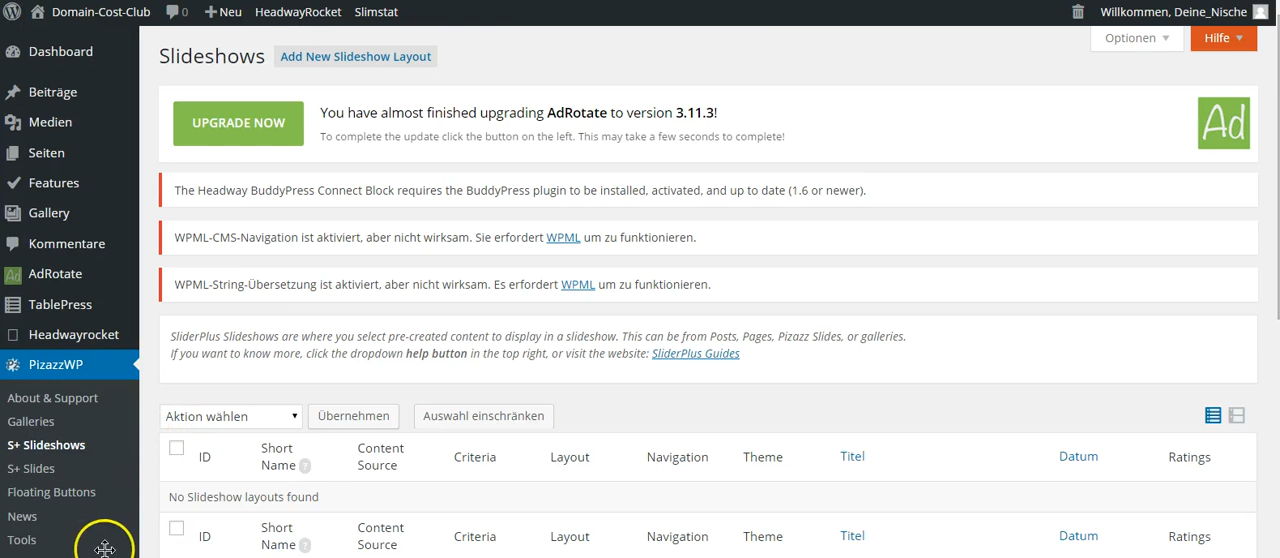 Domain-Cost-Club 0 Neu HeadwayRocket Slimstat Willkommen, Deine_Nische
Optionen Hilfe
Dashboard
Beiträge
Medien
Seiten
Features
Gallery
Kommentare
AdRotate
TablePress
Headwayrocket
PizazzWP
About & Support
Galleries
S+ Slideshows
S+ Slides
Floating Buttons
News
Tools
Slideshows Add New Slideshow Layout
UPGRADE NOW
You have almost finished upgrading AdRotate to version 3.11.3!
To complete the update click the button on the left. This may take a few seconds to complete!
Ad
The Headway BuddyPress Connect Block requires the BuddyPress plugin to be installed, activated, and up to date (1.6 or newer).
WPML-CMS-Navigation ist aktiviert, aber nicht wirksam. Sie erfordert WPML um zu funktionieren.
WPML-String-Übersetzung ist aktiviert, aber nicht wirksam. Es erfordert WPML um zu funktionieren.
SliderPlus Slideshows are where you select pre-created content to display in a slideshow. This can be from Posts, Pages, Pizazz Slides, or galleries.
If you want to know more, click the dropdown help button in the top right, or visit the website: SliderPlus Guides
Aktion wählen Übernehmen Auswahl einschränken
ID Short Name ? Content Source Criteria Layout Navigation Theme Titel Datum Ratings
No Slideshow layouts found
ID Short Name ? Content Source Criteria Layout Navigation Theme Titel Datum Ratings